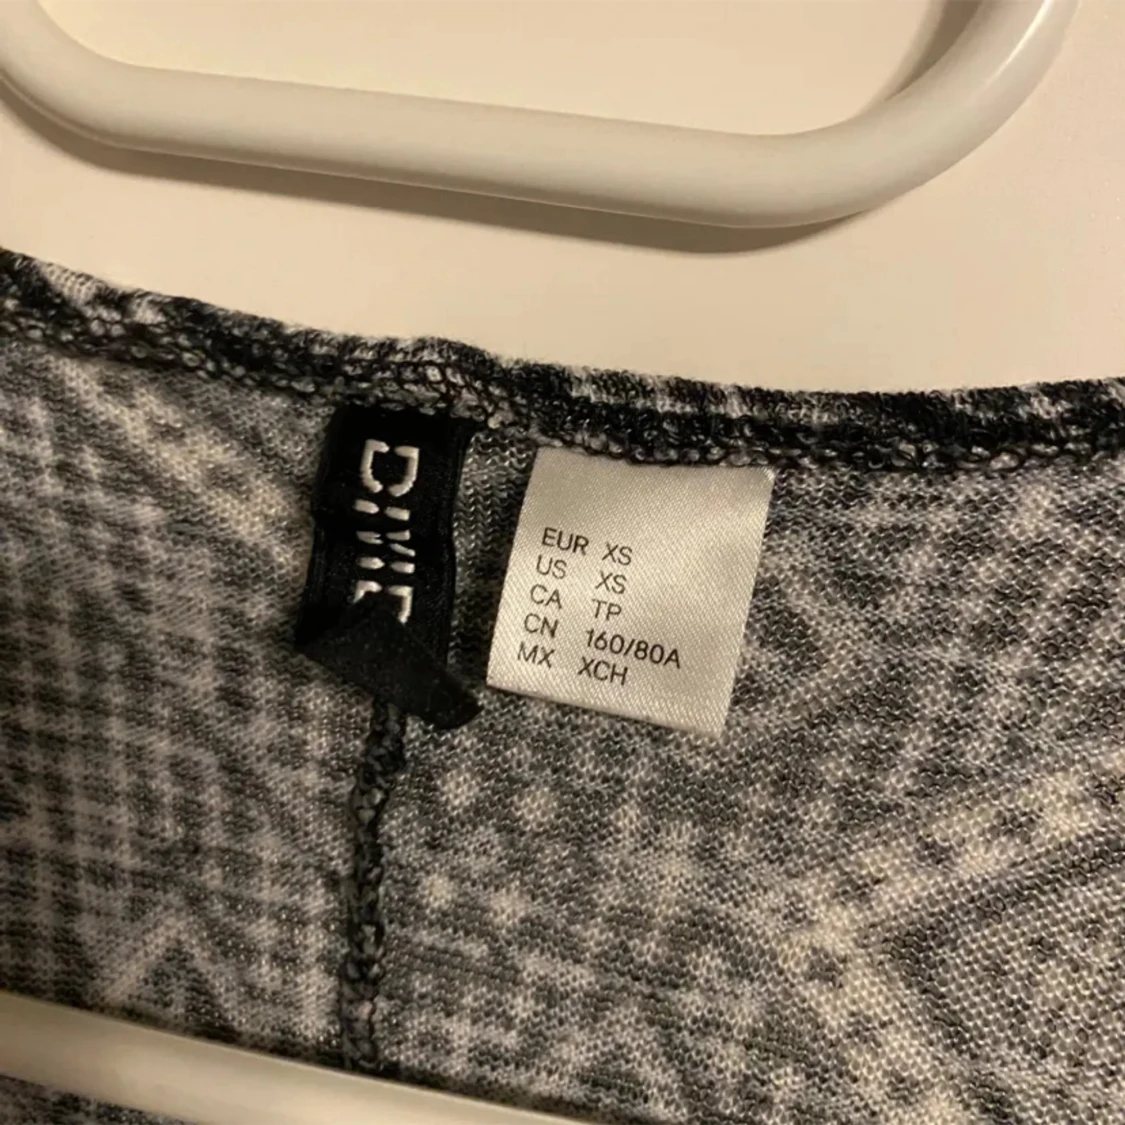 EUR XS
US XS
CA TP
CN 160/80A
MX XCH